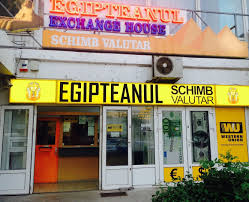 EGIPTEANUL
EXCHANGE HOUSE
SCHIMB VALUTAR
EGIPTEANUL
SCHIMB
VALUTAR
WU
WESTERN
UNION
€
$